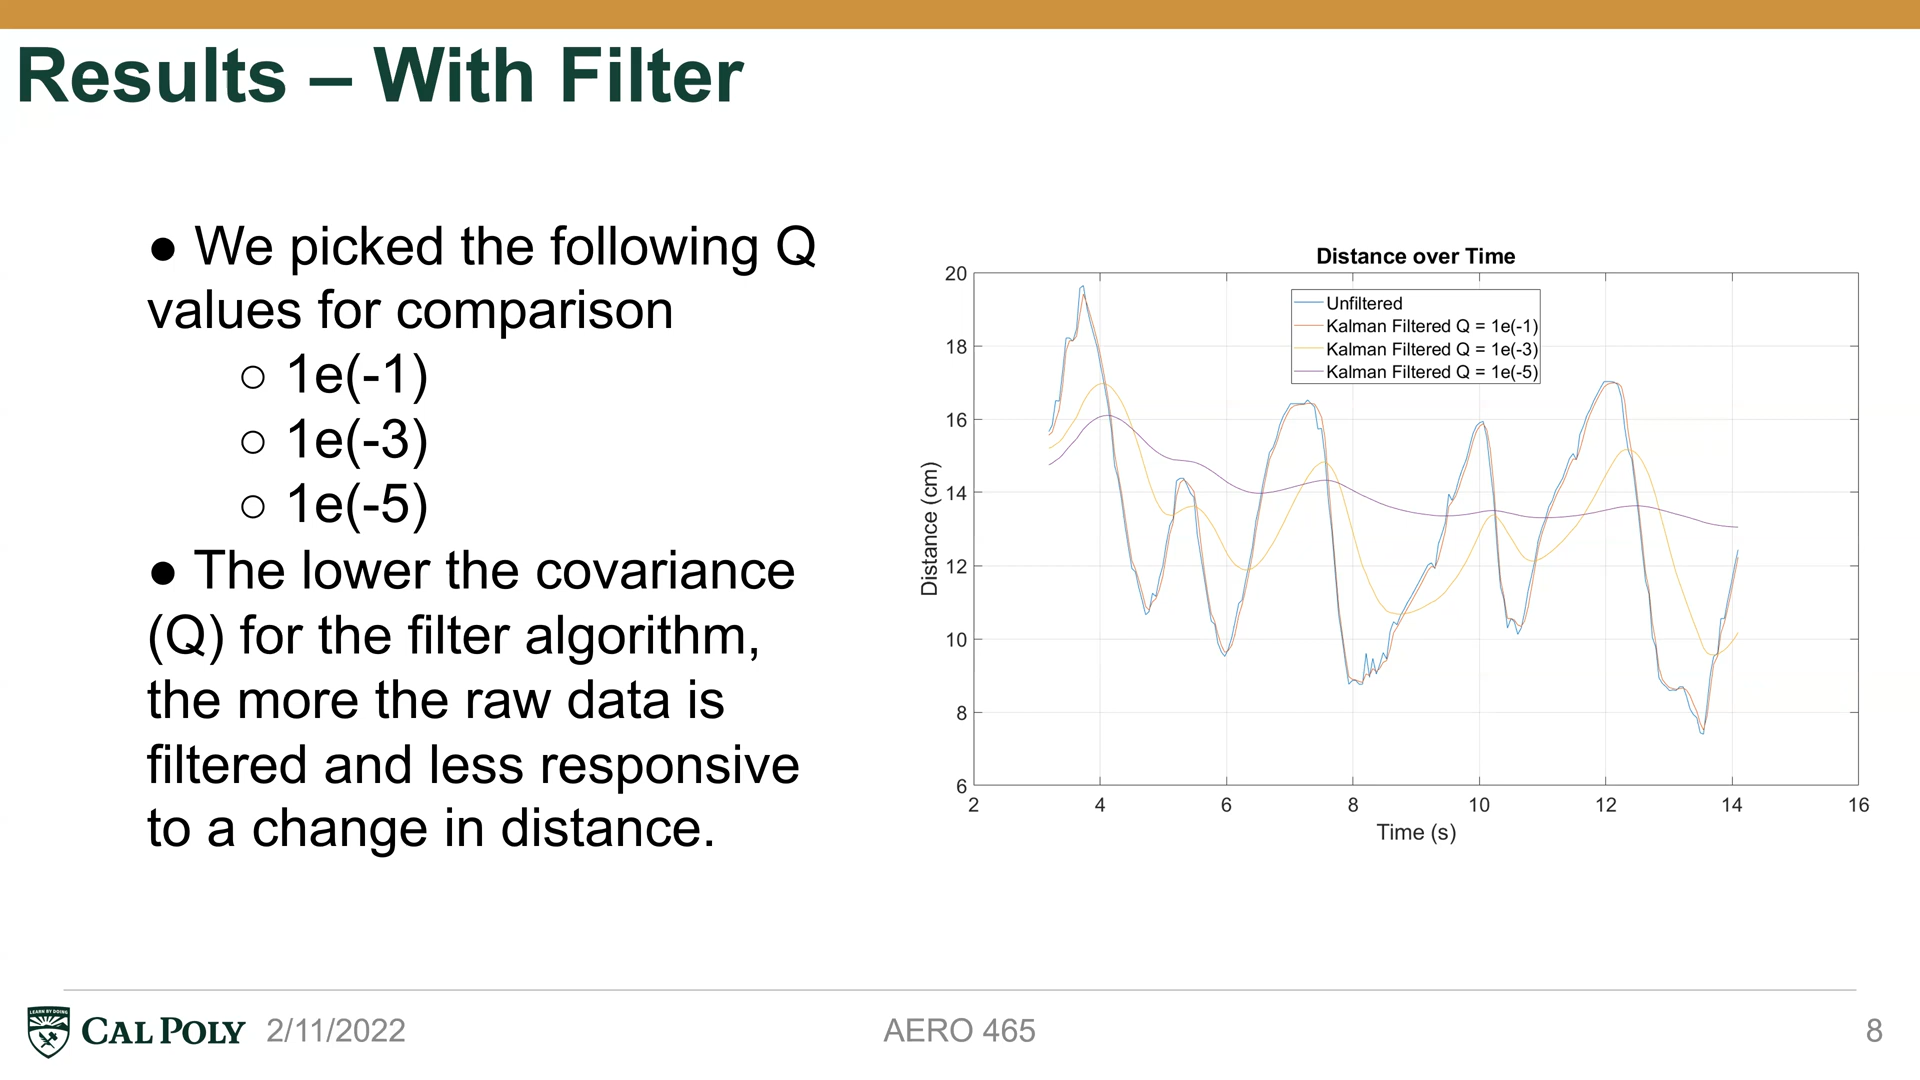 Results – With Filter
● We picked the following Q
values for comparison
○ 1e(-1)
○ 1e(-3)
○ 1e(-5)
● The lower the covariance
(Q) for the filter algorithm,
the more the raw data is
filtered and less responsive
to a change in distance.
Distance over Time
Unfiltered
Kalman Filtered Q = 1e(-1)
Kalman Filtered Q = 1e(-3)
Kalman Filtered Q = 1e(-5)
Distance (cm)
20
18
16
14
12
10
8
6
2 4 6 8 10 12 14 16
Time (s)
LEARN BY DOING
CAL POLY 2/11/2022 AERO 465 8